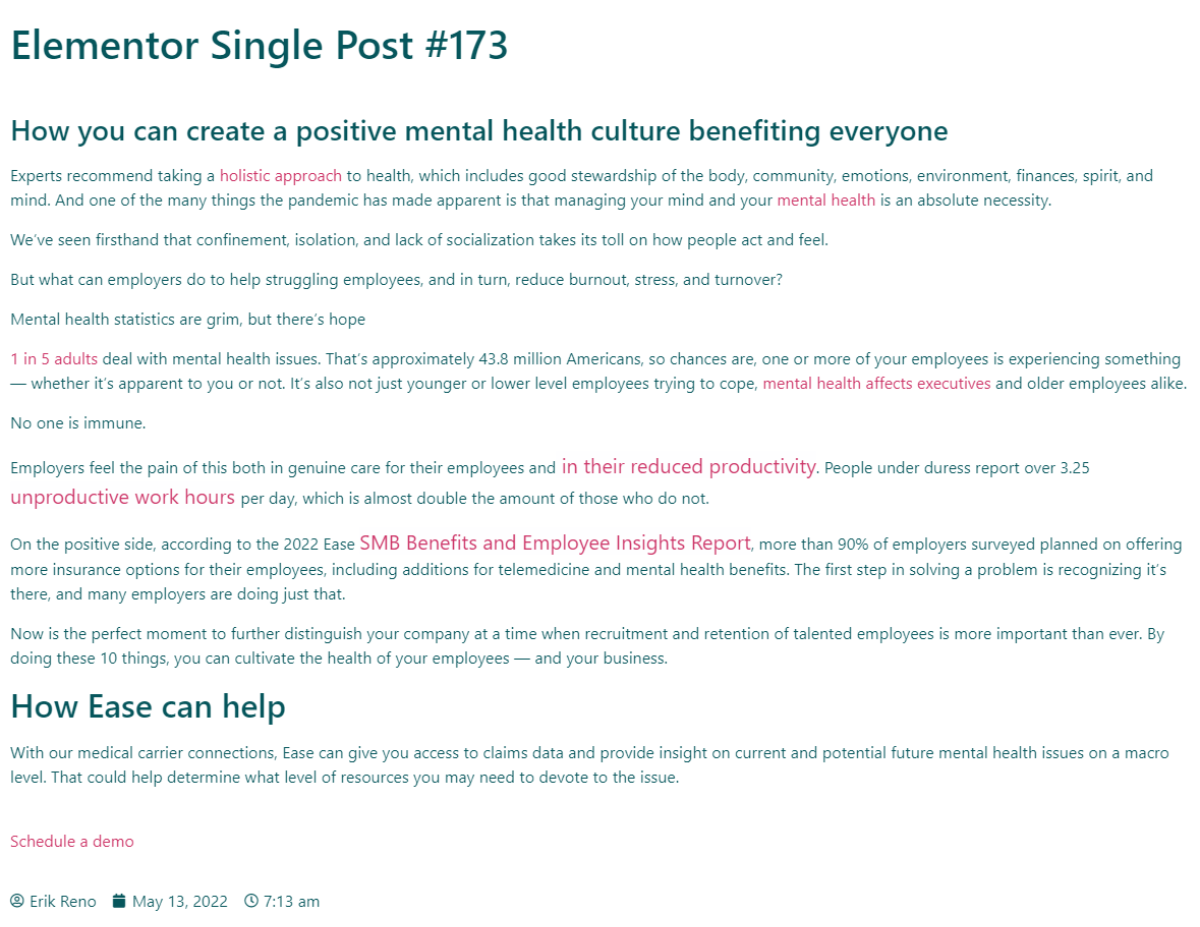 Elementor Single Post #173
How you can create a positive mental health culture benefiting everyone
Experts recommend taking a holistic approach to health, which includes good stewardship of the body, community, emotions, environment, finances, spirit, and
mind. And one of the many things the pandemic has made apparent is that managing your mind and your mental health is an absolute necessity.
We’ve seen firsthand that confinement, isolation, and lack of socialization takes its toll on how people act and feel.
But what can employers do to help struggling employees, and in turn, reduce burnout, stress, and turnover?
Mental health statistics are grim, but there’s hope
1 in 5 adults deal with mental health issues. That’s approximately 43.8 million Americans, so chances are, one or more of your employees is experiencing something
— whether it’s apparent to you or not. It’s also not just younger or lower level employees trying to cope, mental health affects executives and older employees alike.
No one is immune.
Employers feel the pain of this both in genuine care for their employees and in their reduced productivity. People under duress report over 3.25
unproductive work hours per day, which is almost double the amount of those who do not.
On the positive side, according to the 2022 Ease SMB Benefits and Employee Insights Report, more than 90% of employers surveyed planned on offering
more insurance options for their employees, including additions for telemedicine and mental health benefits. The first step in solving a problem is recognizing it’s
there, and many employers are doing just that.
Now is the perfect moment to further distinguish your company at a time when recruitment and retention of talented employees is more important than ever. By
doing these 10 things, you can cultivate the health of your employees — and your business.
How Ease can help
With our medical carrier connections, Ease can give you access to claims data and provide insight on current and potential future mental health issues on a macro
level. That could help determine what level of resources you may need to devote to the issue.
Schedule a demo
Erik Reno May 13, 2022 7:13 am